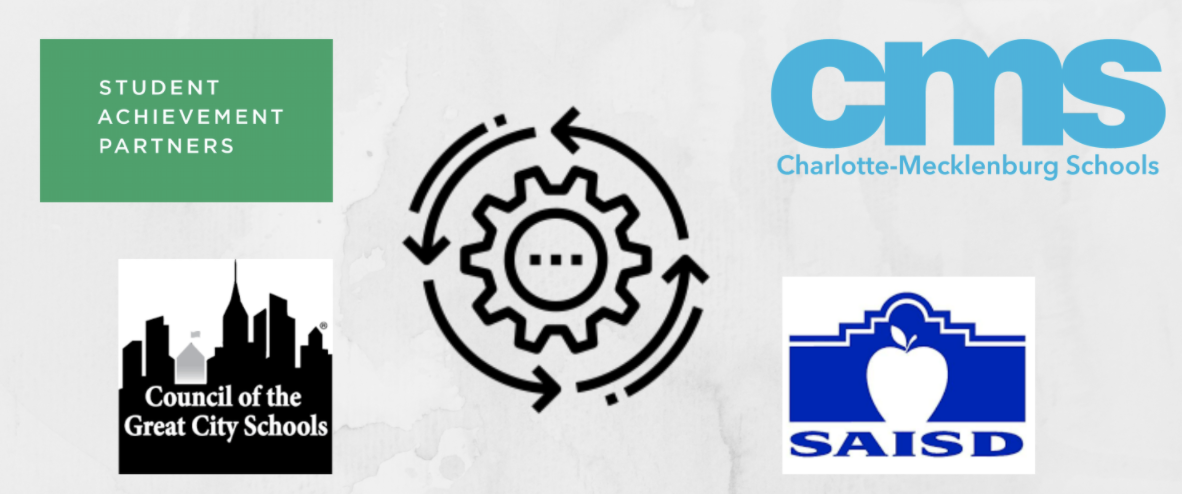 STUDENT
ACHIEVEMENT
PARTNERS
cms
Charlotte-Mecklenburg Schools
®
Council of the
Great City Schools
SAISD